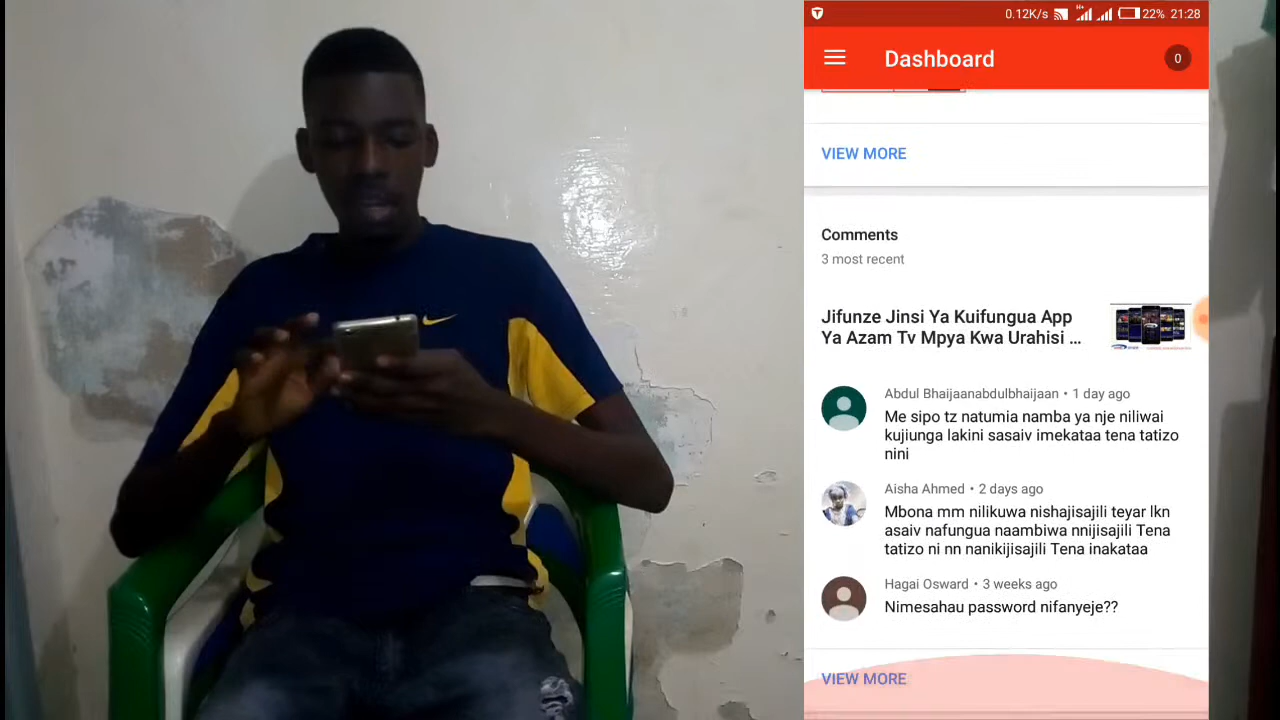 0.12K/s H+ 22% 21:28
Dashboard
0
VIEW MORE
Comments
3 most recent
Jifunze Jinsi Ya Kuifungua App
Ya Azam Tv Mpya Kwa Urahisi ...
Abdul Bhaijaanabdulbhaijaan • 1 day ago
Me sipo tz natumia namba ya nje niliwai
kujiunga lakini sasaiv imekataa tena tatizo
nini
Aisha Ahmed • 2 days ago
Mbona mm nilikuwa nishajisajili teyar lkn
asaiv nafungua naambiwa nnijisajili Tena
tatizo ni nn nanikijisajili Tena inakataa
Hagai Osward • 3 weeks ago
Nimesahau password nifanyeje??
VIEW MORE